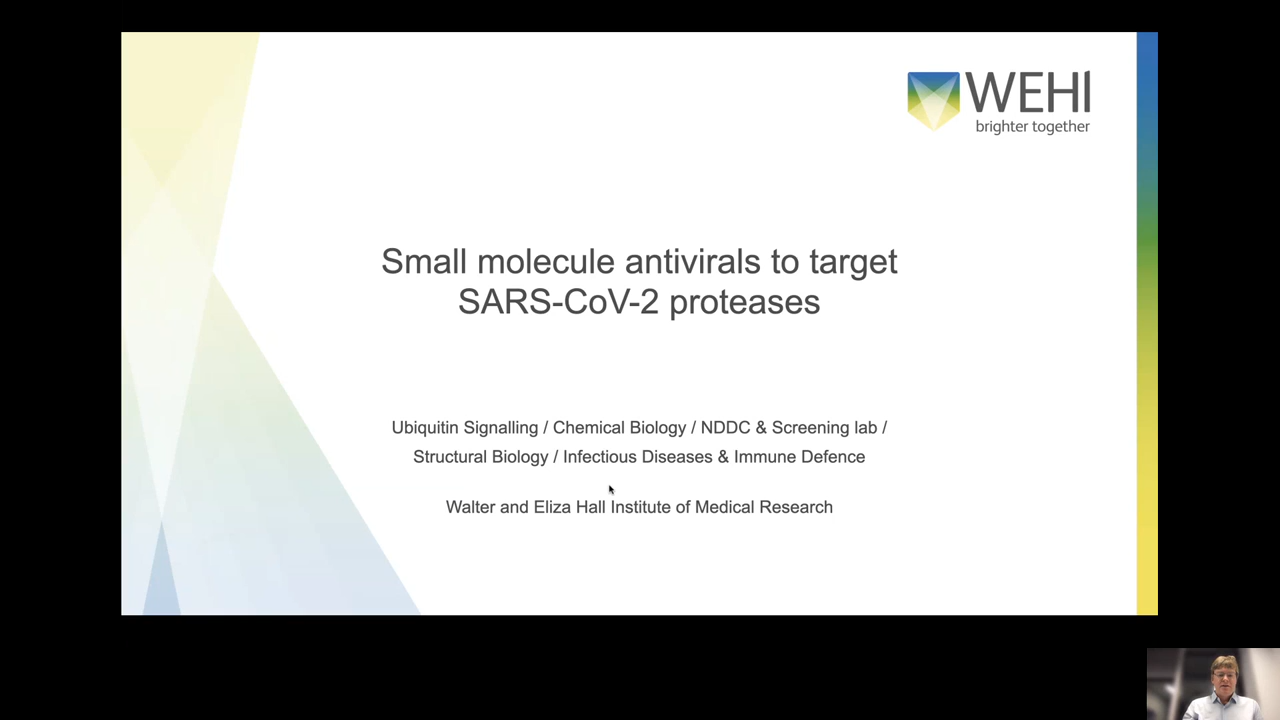 WEHI
brighter together
Small molecule antivirals to target
SARS-CoV-2 proteases
Ubiquitin Signalling / Chemical Biology / NDDC & Screening lab /
Structural Biology / Infectious Diseases & Immune Defence
Walter and Eliza Hall Institute of Medical Research